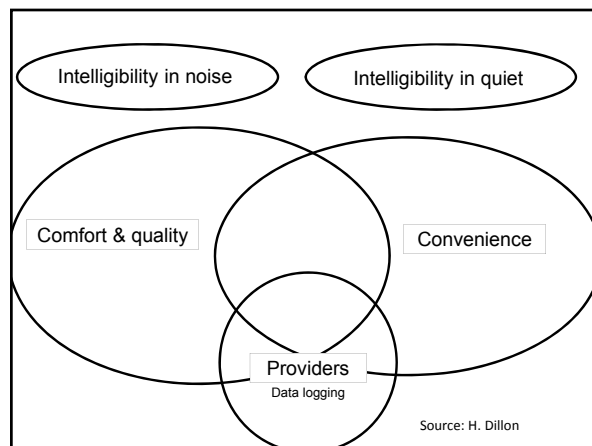 Intelligibility in noise
Intelligibility in quiet
Comfort & quality
Convenience
Providers
Data logging
Source: H. Dillon